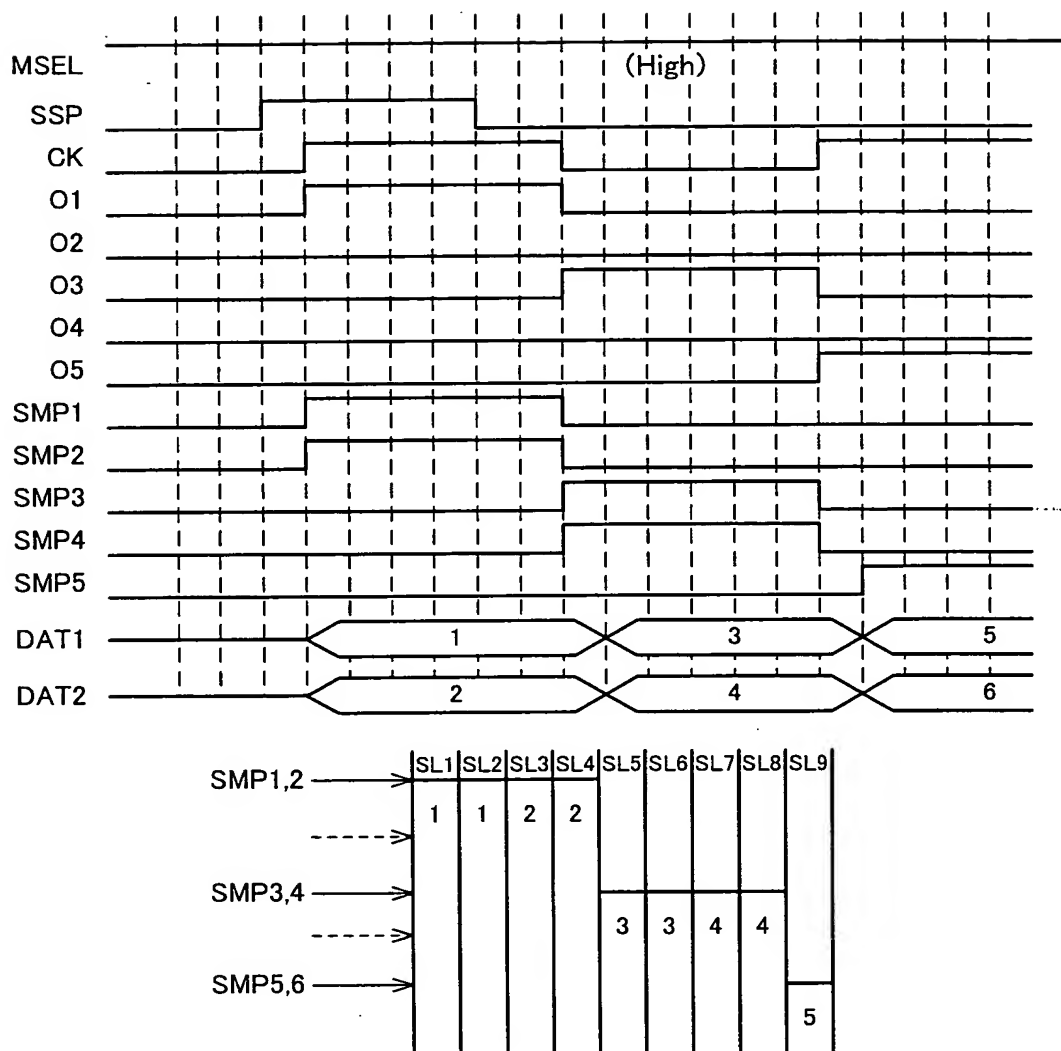 MSEL (High)
SSP
CK
O1
O2
O3
O4
O5
SMP1
SMP2
SMP3
SMP4
SMP5
DAT1 1 3 5
DAT2 2 4 6
SL1 SL2 SL3 SL4 SL5 SL6 SL7 SL8 SL9
SMP1,2
1 1 2 2
SMP3,4
3 3 4 4
SMP5,6
5